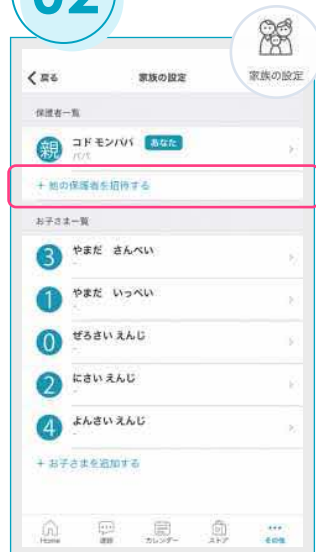 02
家族の設定
戻る 家族の設定
保護者一覧
親 コドモンパパ あなた
パパ
+ 他の保護者を招待する
お子さま一覧
3 やまだ さんぺい
1 やまだ いっぺい
0 ぜろさい えんじ
2 にさい えんじ
4 よんさい えんじ
+ お子さまを追加する
Home 連絡 カレンダー ストア その他